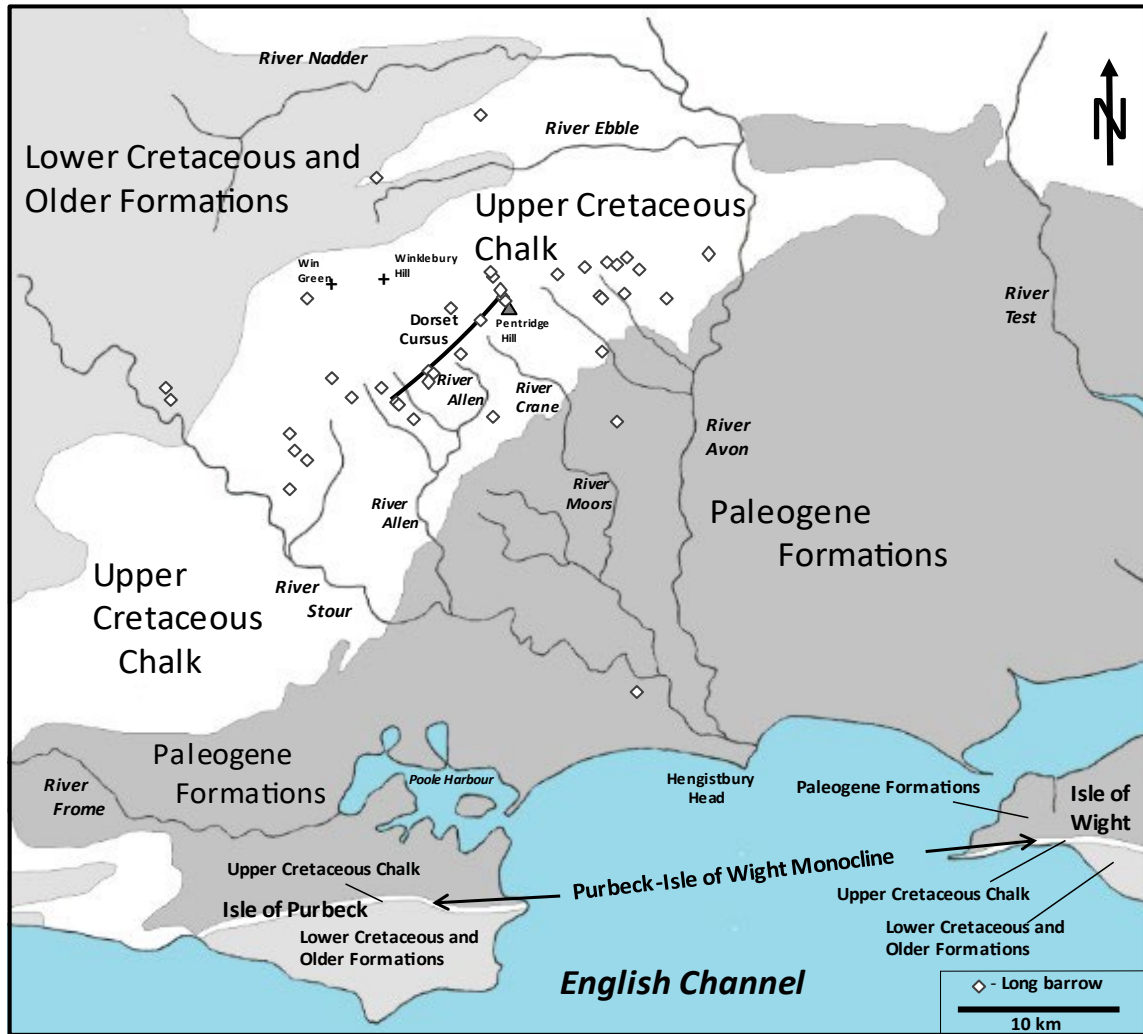 River Nadder
N
River Ebble
Lower Cretaceous and
Older Formations
Upper Cretaceous
Chalk
Win
Green
Winklebury
Hill
River
Test
Dorset
Cursus
Pentridge
Hill
River
Allen
River
Crane
River
Avon
River
Moors
River
Allen
Paleogene
Formations
Upper
Cretaceous
Chalk
River
Stour
Paleogene
Formations
River
Frome
Poole Harbour
Hengistbury
Head
Paleogene Formations
Isle of
Wight
Purbeck-Isle of Wight Monocline
Upper Cretaceous Chalk
Upper Cretaceous Chalk
Isle of Purbeck
Lower Cretaceous and
Older Formations
Lower Cretaceous and
Older Formations
English Channel
- Long barrow
10 km